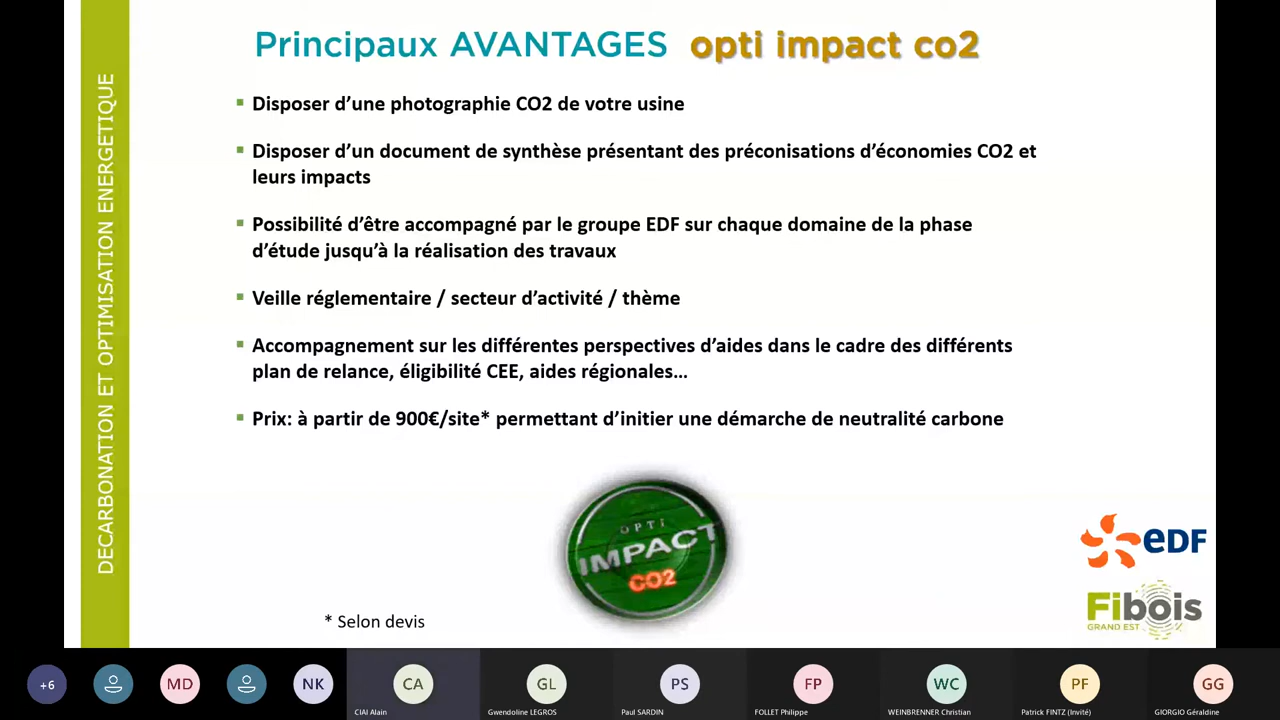 DECARBONATION ET OPTIMISATION ENERGETIQUE
Principaux AVANTAGES opti impact co2
Disposer d'une photographie CO2 de votre usine
Disposer d'un document de synthèse présentant des préconisations d'économies CO2 et
leurs impacts
Possibilité d'être accompagné par le groupe EDF sur chaque domaine de la phase
d'étude jusqu'à la réalisation des travaux
Veille réglementaire / secteur d'activité / thème
Accompagnement sur les différentes perspectives d'aides dans le cadre des différents
plan de relance, éligibilité CEE, aides régionales...
Prix: à partir de 900€/site* permettant d'initier une démarche de neutralité carbone
OPTI
IMPACT
CO2
eDF
Fibois
GRAND EST
* Selon devis
+6 MD NK CA GL PS FP WC PF GG
CIAI Alain Gwendoline LEGROS Paul SARDIN FOLLET Philippe WEINBRENNER Christian Patrick FINTZ (Invité) GIORGIO Géraldine